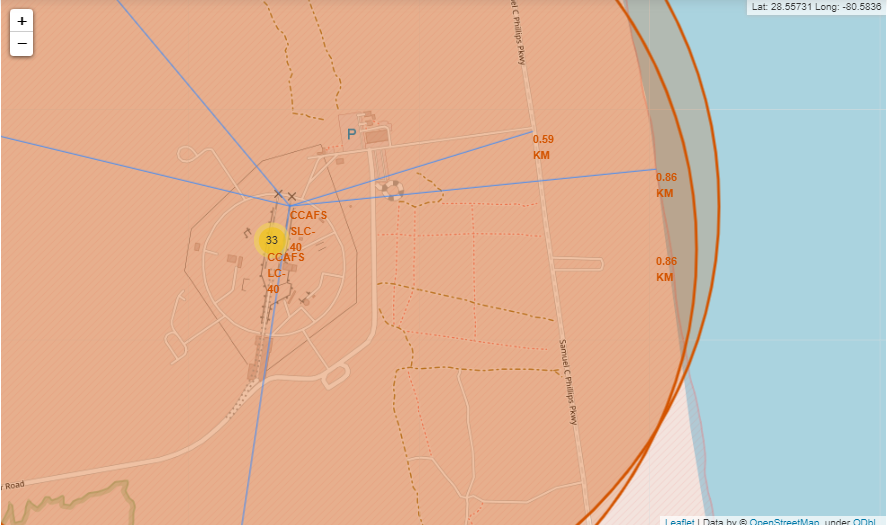 +
−
Lat: 28.55731 Long: -80.5836
el C Phillips Pkwy
P
0.59
KM
0.86
KM
CCAFS
SLC-
40
33
CCAFS
LC-
40
0.86
KM
Samuel C Phillips Pkwy
r Road
Leaflet | Data by © OpenStreetMap, under ODbL.